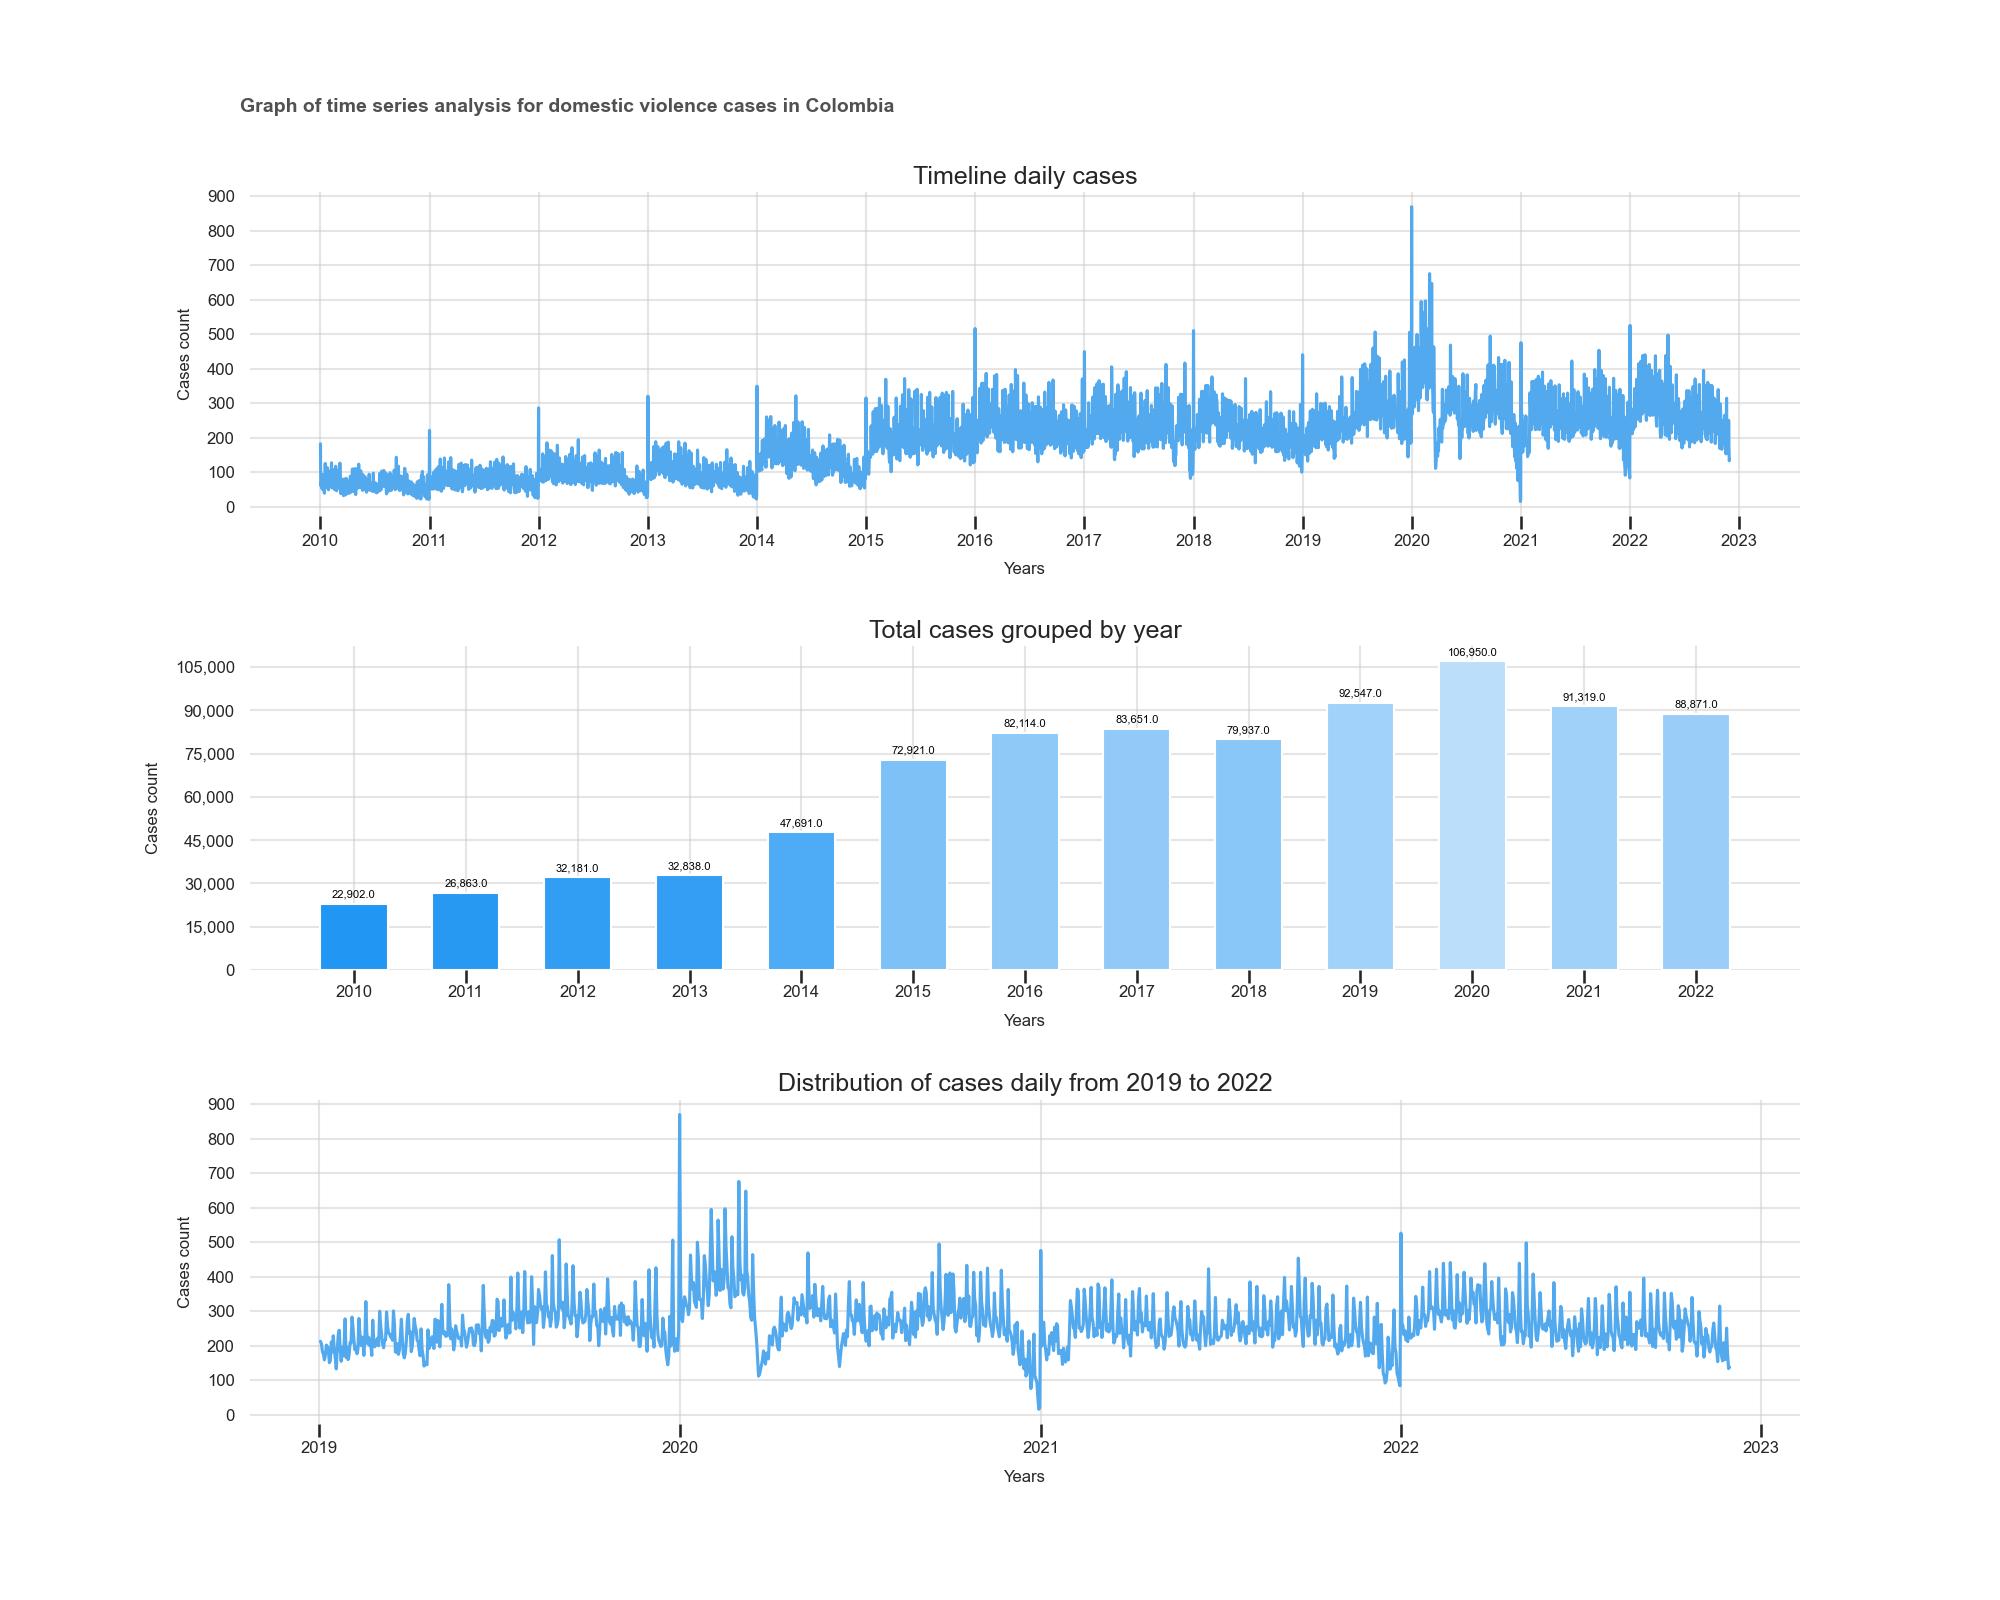 Graph of time series analysis for domestic violence cases in Colombia
Timeline daily cases
900
800
700
600
500
400
300
200
100
0
Cases count
2010 2011 2012 2013 2014 2015 2016 2017 2018 2019 2020 2021 2022 2023
Years
Total cases grouped by year
105,000
90,000
75,000
60,000
45,000
30,000
15,000
0
Cases count
22,902.0 26,863.0 32,181.0 32,838.0 47,691.0 72,921.0 82,114.0 83,651.0 79,937.0 92,547.0 106,950.0 91,319.0 88,871.0
2010 2011 2012 2013 2014 2015 2016 2017 2018 2019 2020 2021 2022
Years
Distribution of cases daily from 2019 to 2022
900
800
700
600
500
400
300
200
100
0
Cases count
2019 2020 2021 2022 2023
Years